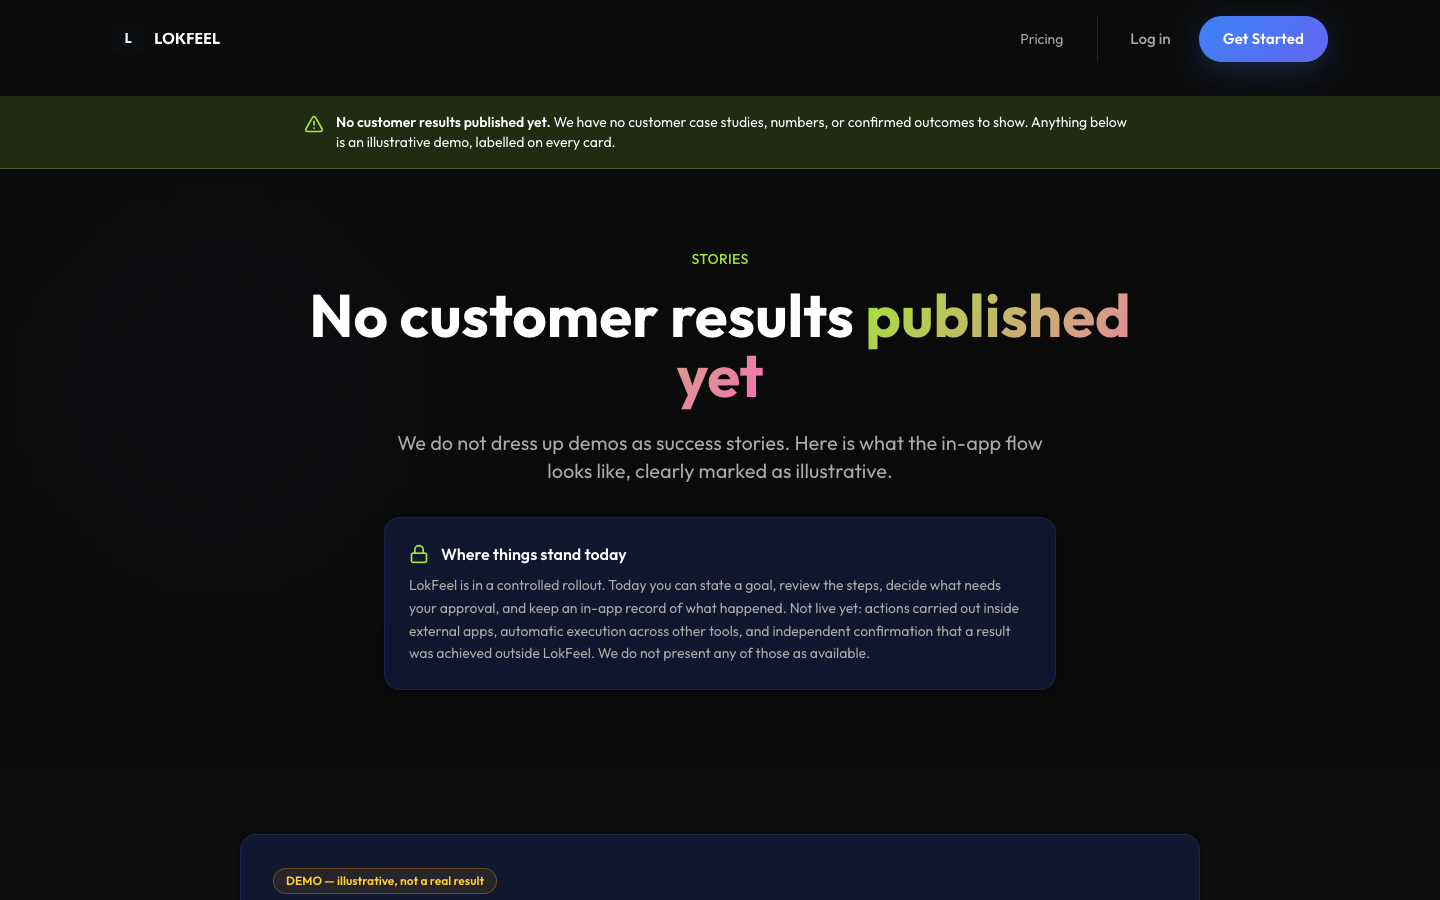 L LOKFEEL
Pricing Log in Get Started
No customer results published yet. We have no customer case studies, numbers, or confirmed outcomes to show. Anything below
is an illustrative demo, labelled on every card.
STORIES
No customer results published
yet
We do not dress up demos as success stories. Here is what the in-app flow
looks like, clearly marked as illustrative.
Where things stand today
LokFeel is in a controlled rollout. Today you can state a goal, review the steps, decide what needs
your approval, and keep an in-app record of what happened. Not live yet: actions carried out inside
external apps, automatic execution across other tools, and independent confirmation that a result
was achieved outside LokFeel. We do not present any of those as available.
DEMO — illustrative, not a real result